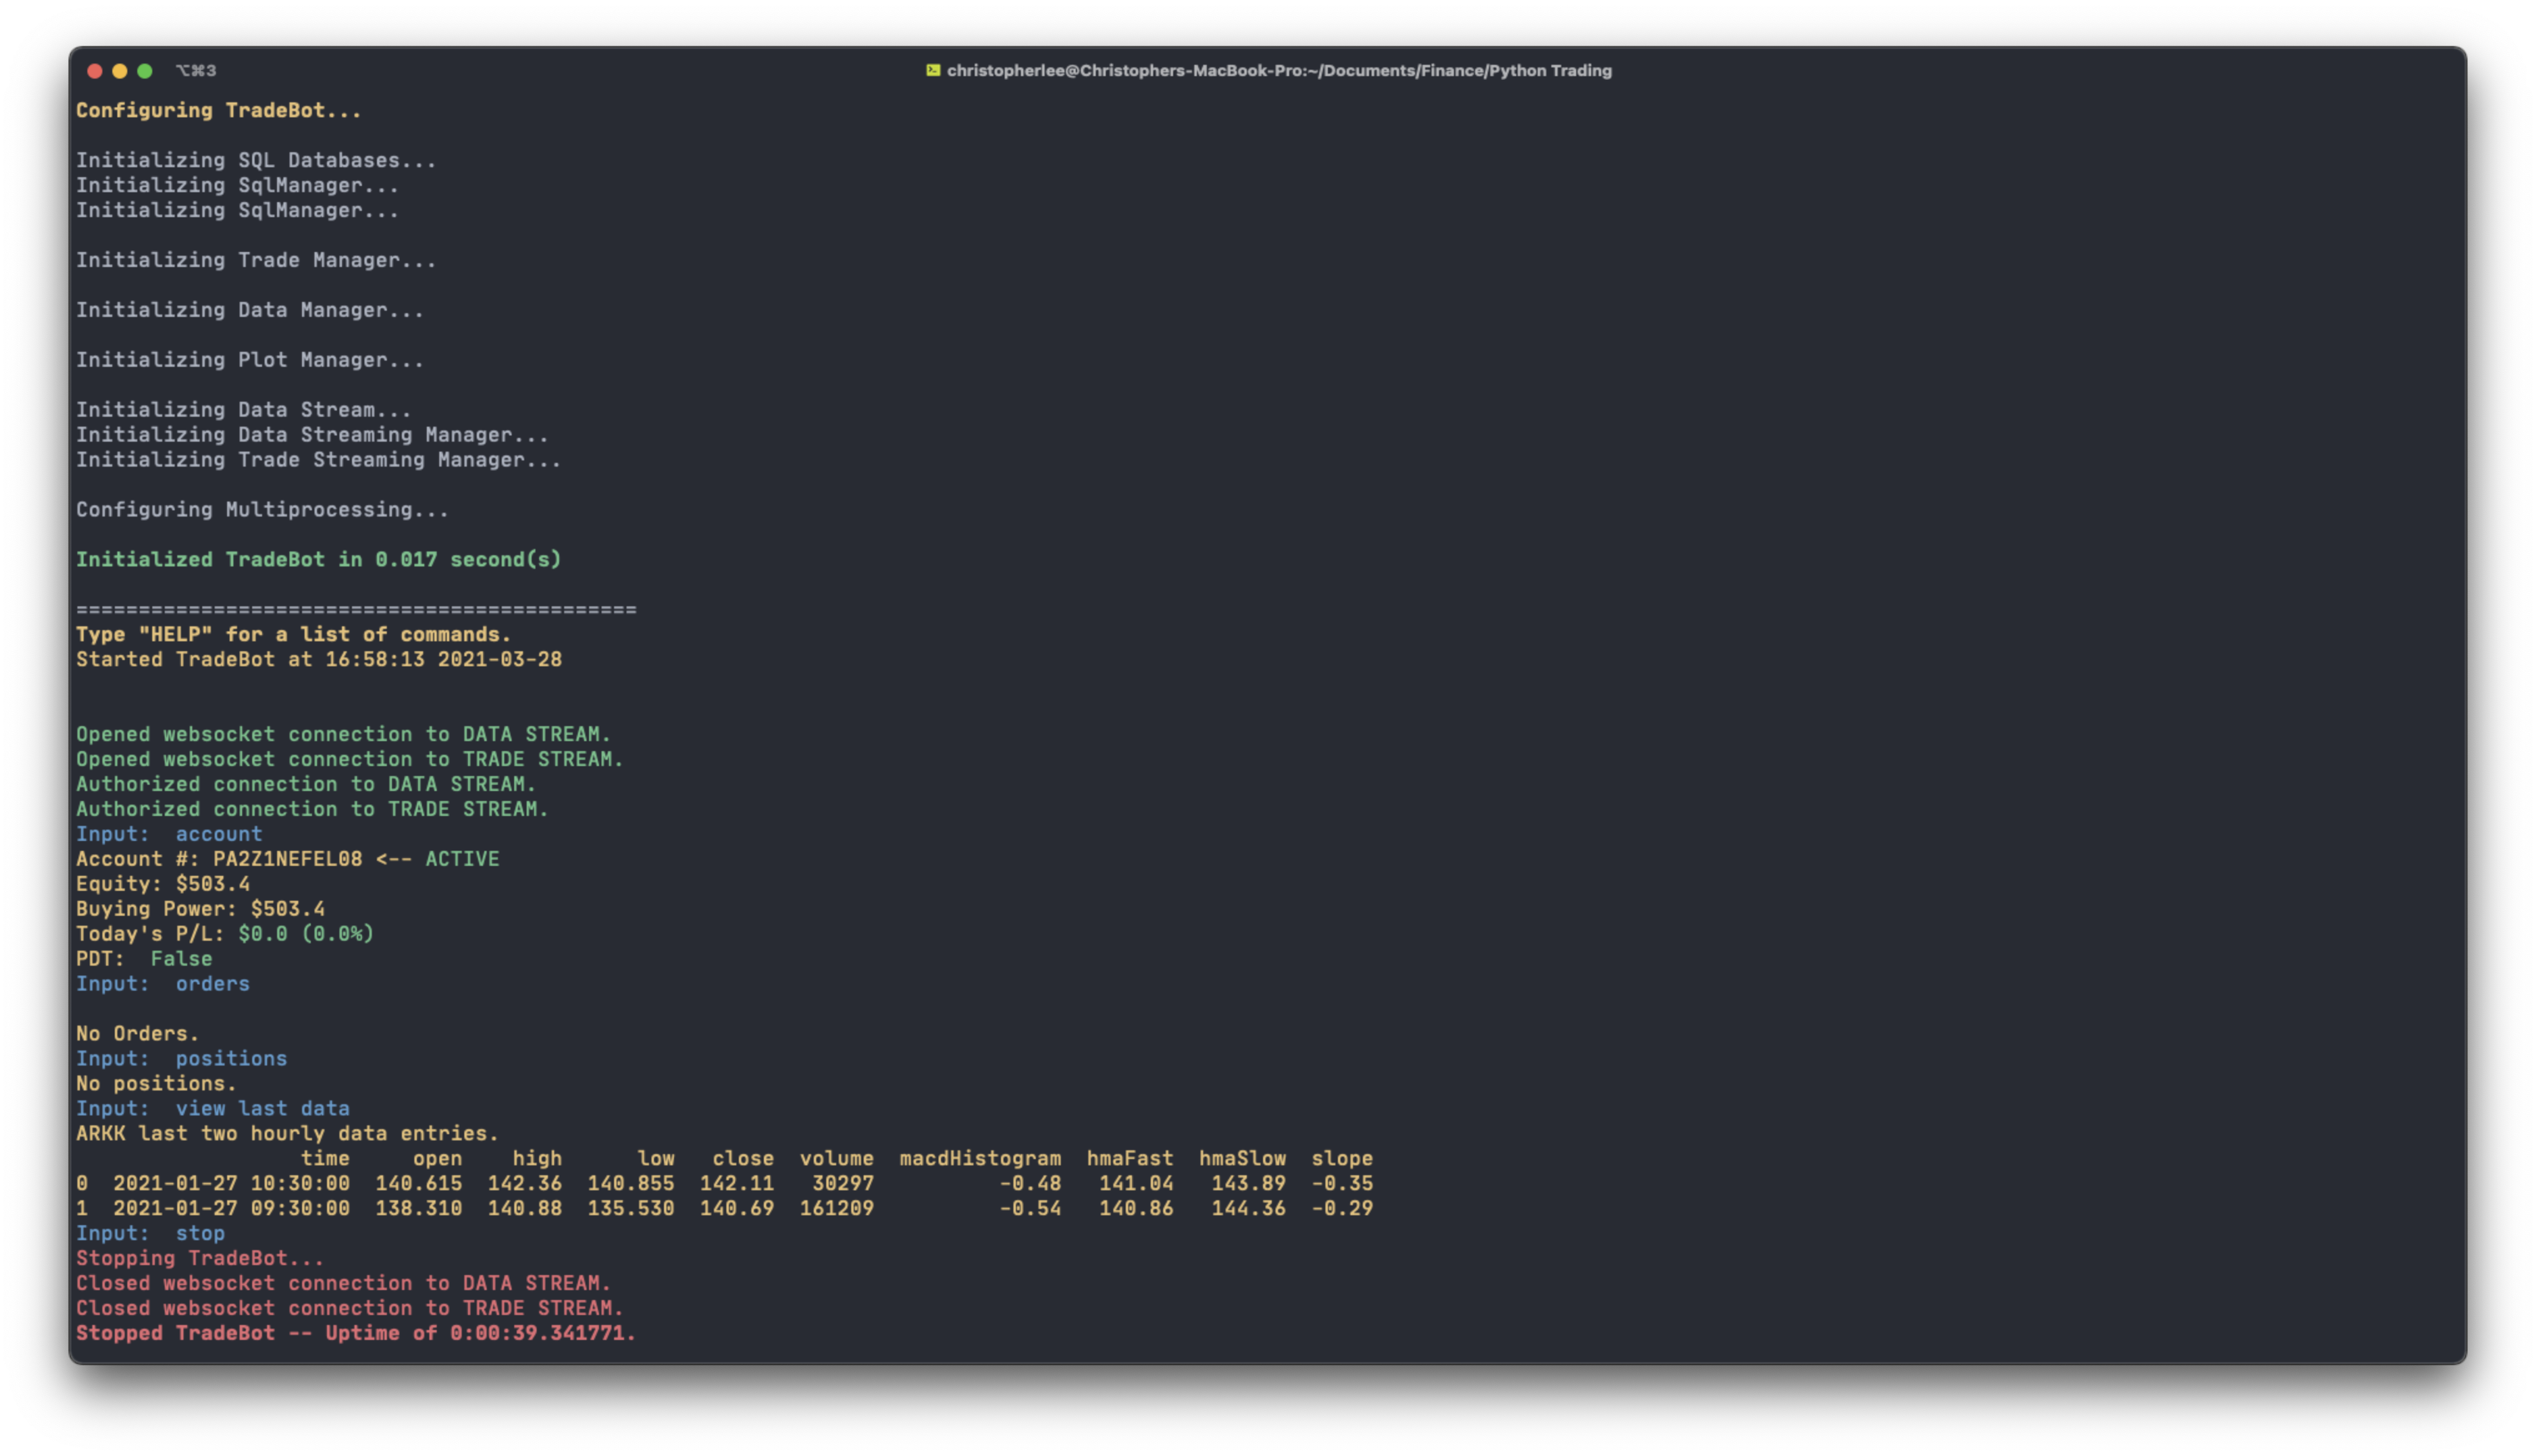 ⌥⌘3
christopherlee@Christophers-MacBook-Pro:~/Documents/Finance/Python Trading
Configuring TradeBot...
Initializing SQL Databases...
Initializing SqlManager...
Initializing SqlManager...
Initializing Trade Manager...
Initializing Data Manager...
Initializing Plot Manager...
Initializing Data Stream...
Initializing Data Streaming Manager...
Initializing Trade Streaming Manager...
Configuring Multiprocessing...
Initialized TradeBot in 0.017 second(s)
=============================================
Type "HELP" for a list of commands.
Started TradeBot at 16:58:13 2021-03-28
Opened websocket connection to DATA STREAM.
Opened websocket connection to TRADE STREAM.
Authorized connection to DATA STREAM.
Authorized connection to TRADE STREAM.
Input:  account
Account #: PA2Z1NEFEL08 <-- ACTIVE
Equity: $503.4
Buying Power: $503.4
Today's P/L: $0.0 (0.0%)
PDT:  False
Input:  orders
No Orders.
Input:  positions
No positions.
Input:  view last data
ARKK last two hourly data entries.
                  time     open    high      low   close  volume  macdHistogram  hmaFast  hmaSlow  slope
0  2021-01-27 10:30:00  140.615  142.36  140.855  142.11   30297          -0.48   141.04   143.89  -0.35
1  2021-01-27 09:30:00  138.310  140.88  135.530  140.69  161209          -0.54   140.86   144.36  -0.29
Input:  stop
Stopping TradeBot...
Closed websocket connection to DATA STREAM.
Closed websocket connection to TRADE STREAM.
Stopped TradeBot -- Uptime of 0:00:39.341771.